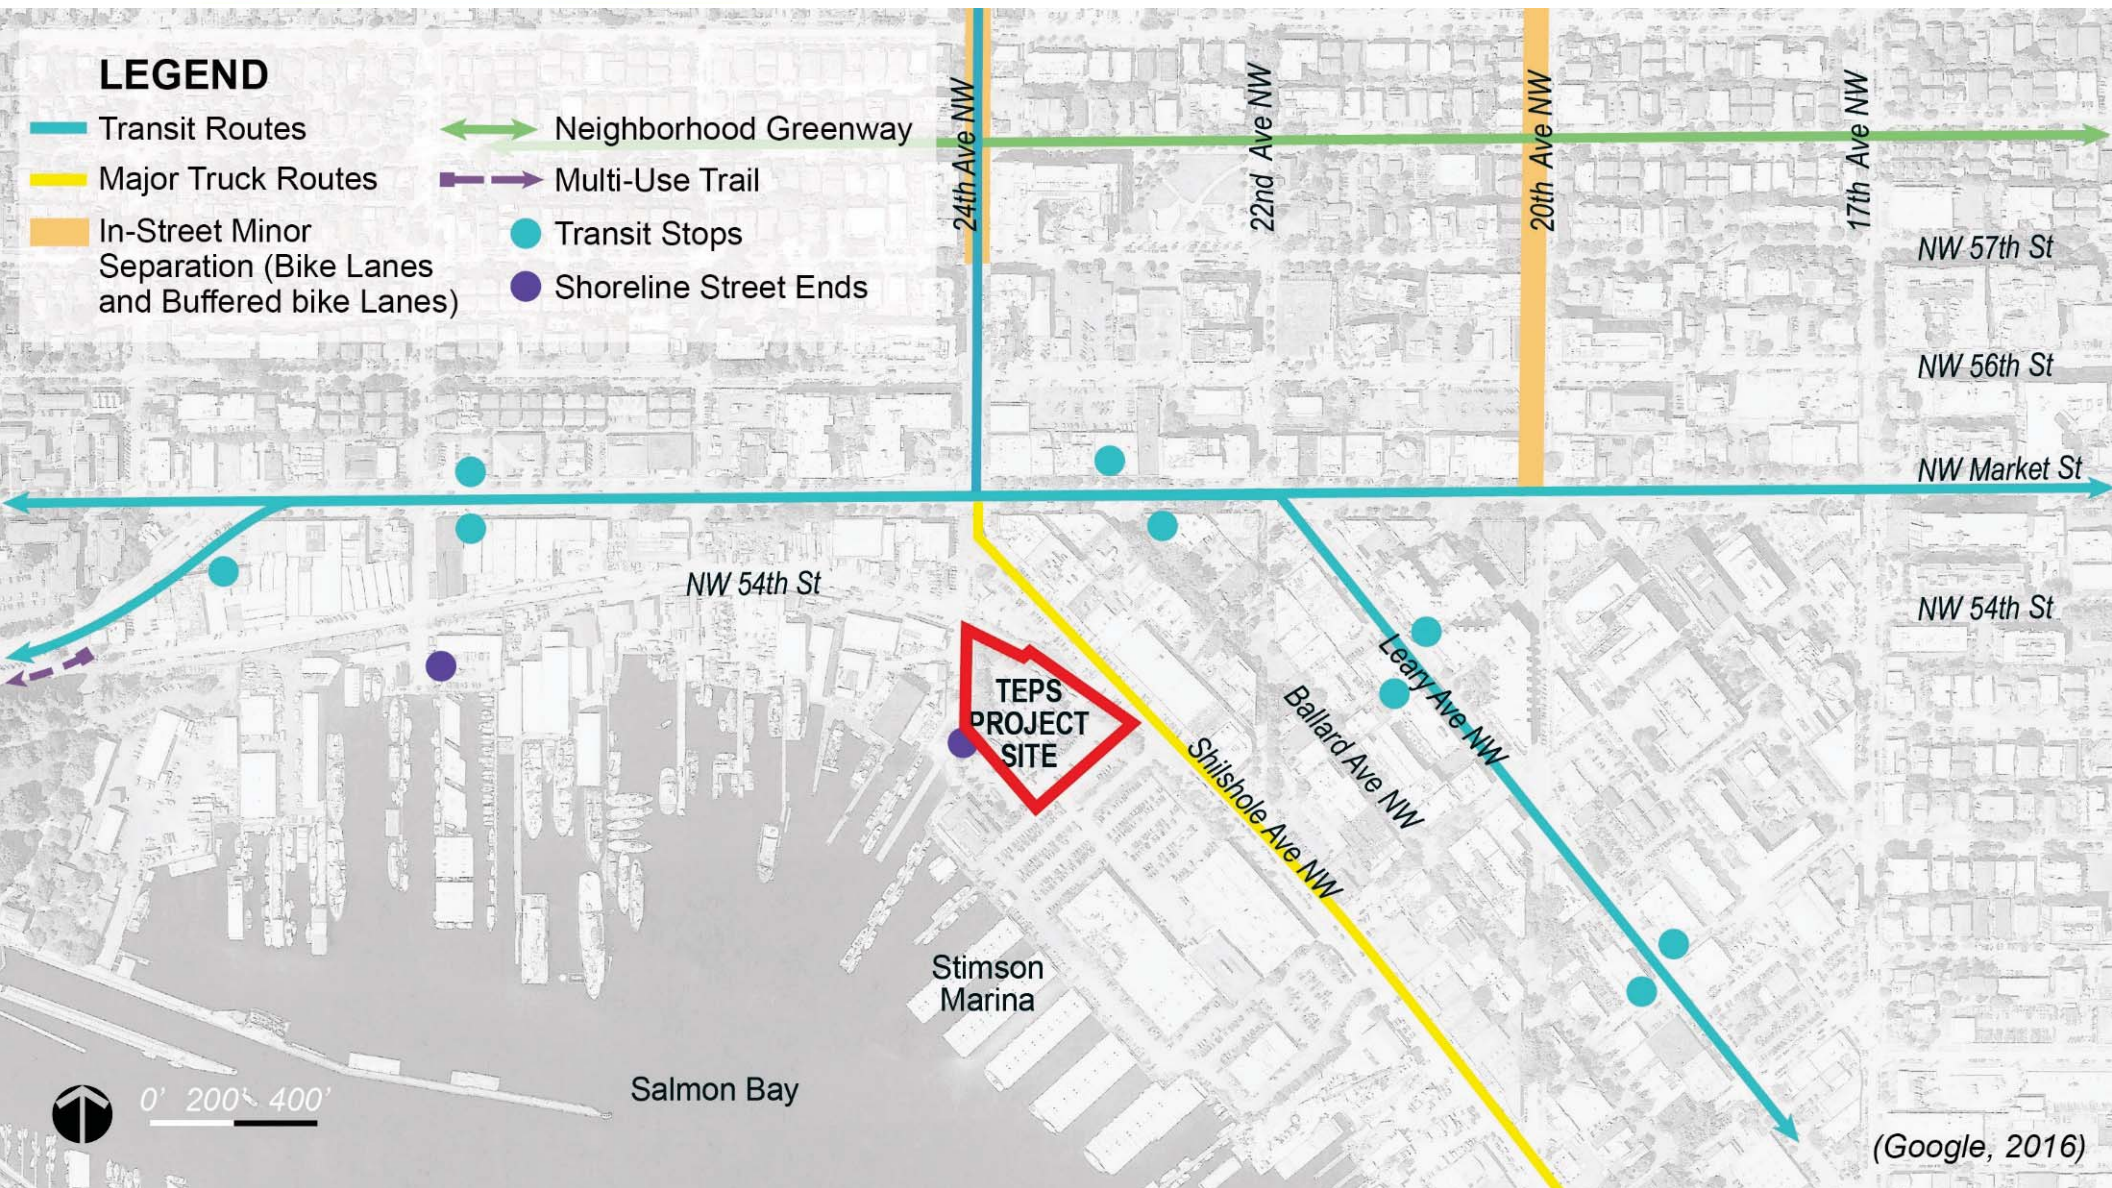 LEGEND
Transit Routes
Major Truck Routes
In-Street Minor
Separation (Bike Lanes
and Buffered bike Lanes)
Neighborhood Greenway
Multi-Use Trail
Transit Stops
Shoreline Street Ends
24th Ave NW
22nd Ave NW
20th Ave NW
17th Ave NW
NW 57th St
NW 56th St
NW Market St
NW 54th St
NW 54th St
TEPS
PROJECT
SITE
Leary Ave NW
Ballard Ave NW
Shilshole Ave NW
Stimson
Marina
Salmon Bay
0' 200' 400'
(Google, 2016)